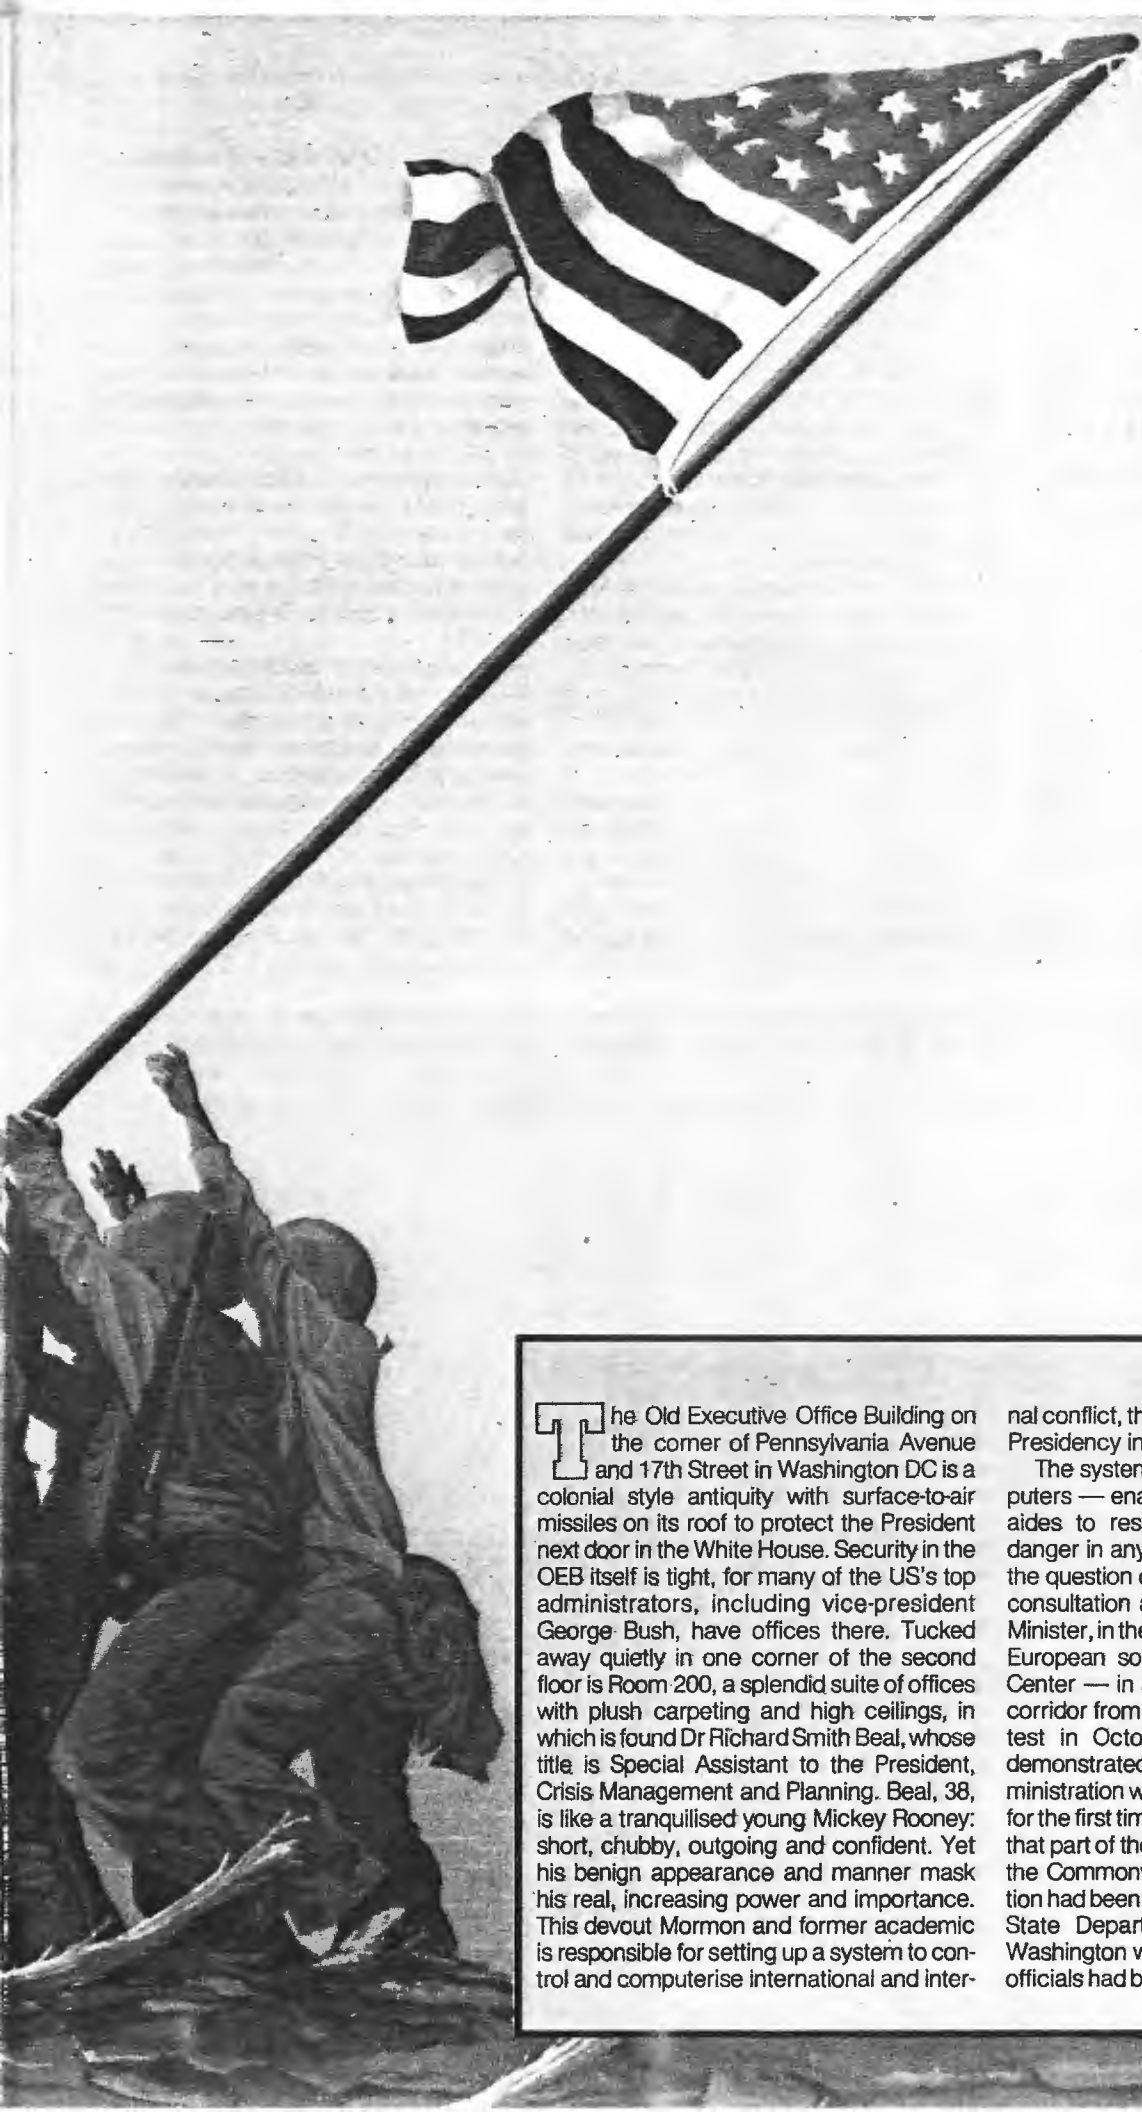 The Old Executive Office Building on
the corner of Pennsylvania Avenue
and 17th Street in Washington DC is a
colonial style antiquity with surface-to-air
missiles on its roof to protect the President
next door in the White House. Security in the
OEB itself is tight, for many of the US's top
administrators, including vice-president
George Bush, have offices there. Tucked
away quietly in one corner of the second
floor is Room 200, a splendid suite of offices
with plush carpeting and high ceilings, in
which is found Dr Richard Smith Beal, whose
title is Special Assistant to the President,
Crisis Management and Planning. Beal, 38,
is like a tranquilised young Mickey Rooney:
short, chubby, outgoing and confident. Yet
his benign appearance and manner mask
his real, increasing power and importance.
This devout Mormon and former academic
is responsible for setting up a system to con-
trol and computerise international and inter-
nal conflict, th
Presidency in
The system
puters — ena
aides to res
danger in any
the question
consultation
Minister, in the
European so
Center — in
corridor from
test in Octo
demonstrated
ministration w
for the first tim
that part of the
the Common
tion had been
State Depart
Washington w
officials had b